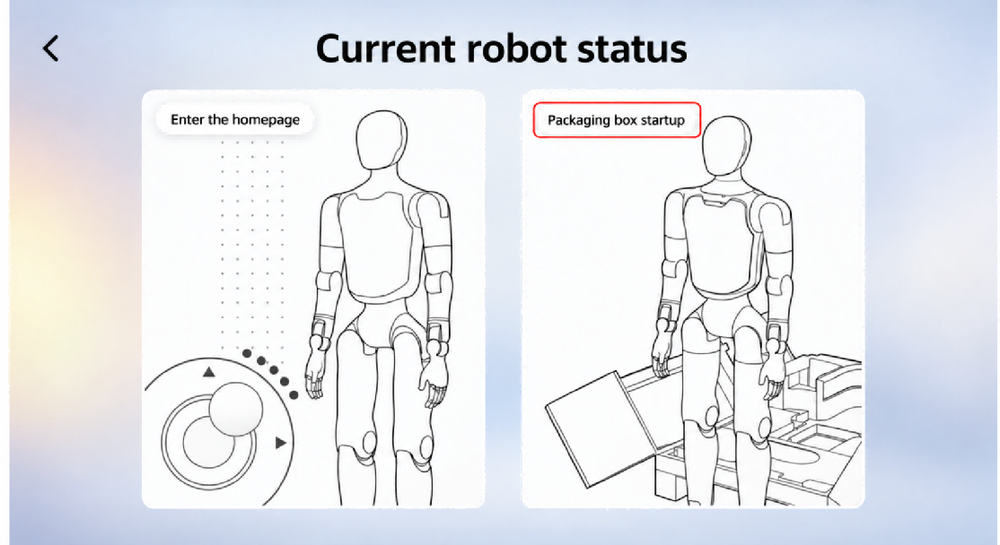 Current robot status
Enter the homepage
Packaging box startup